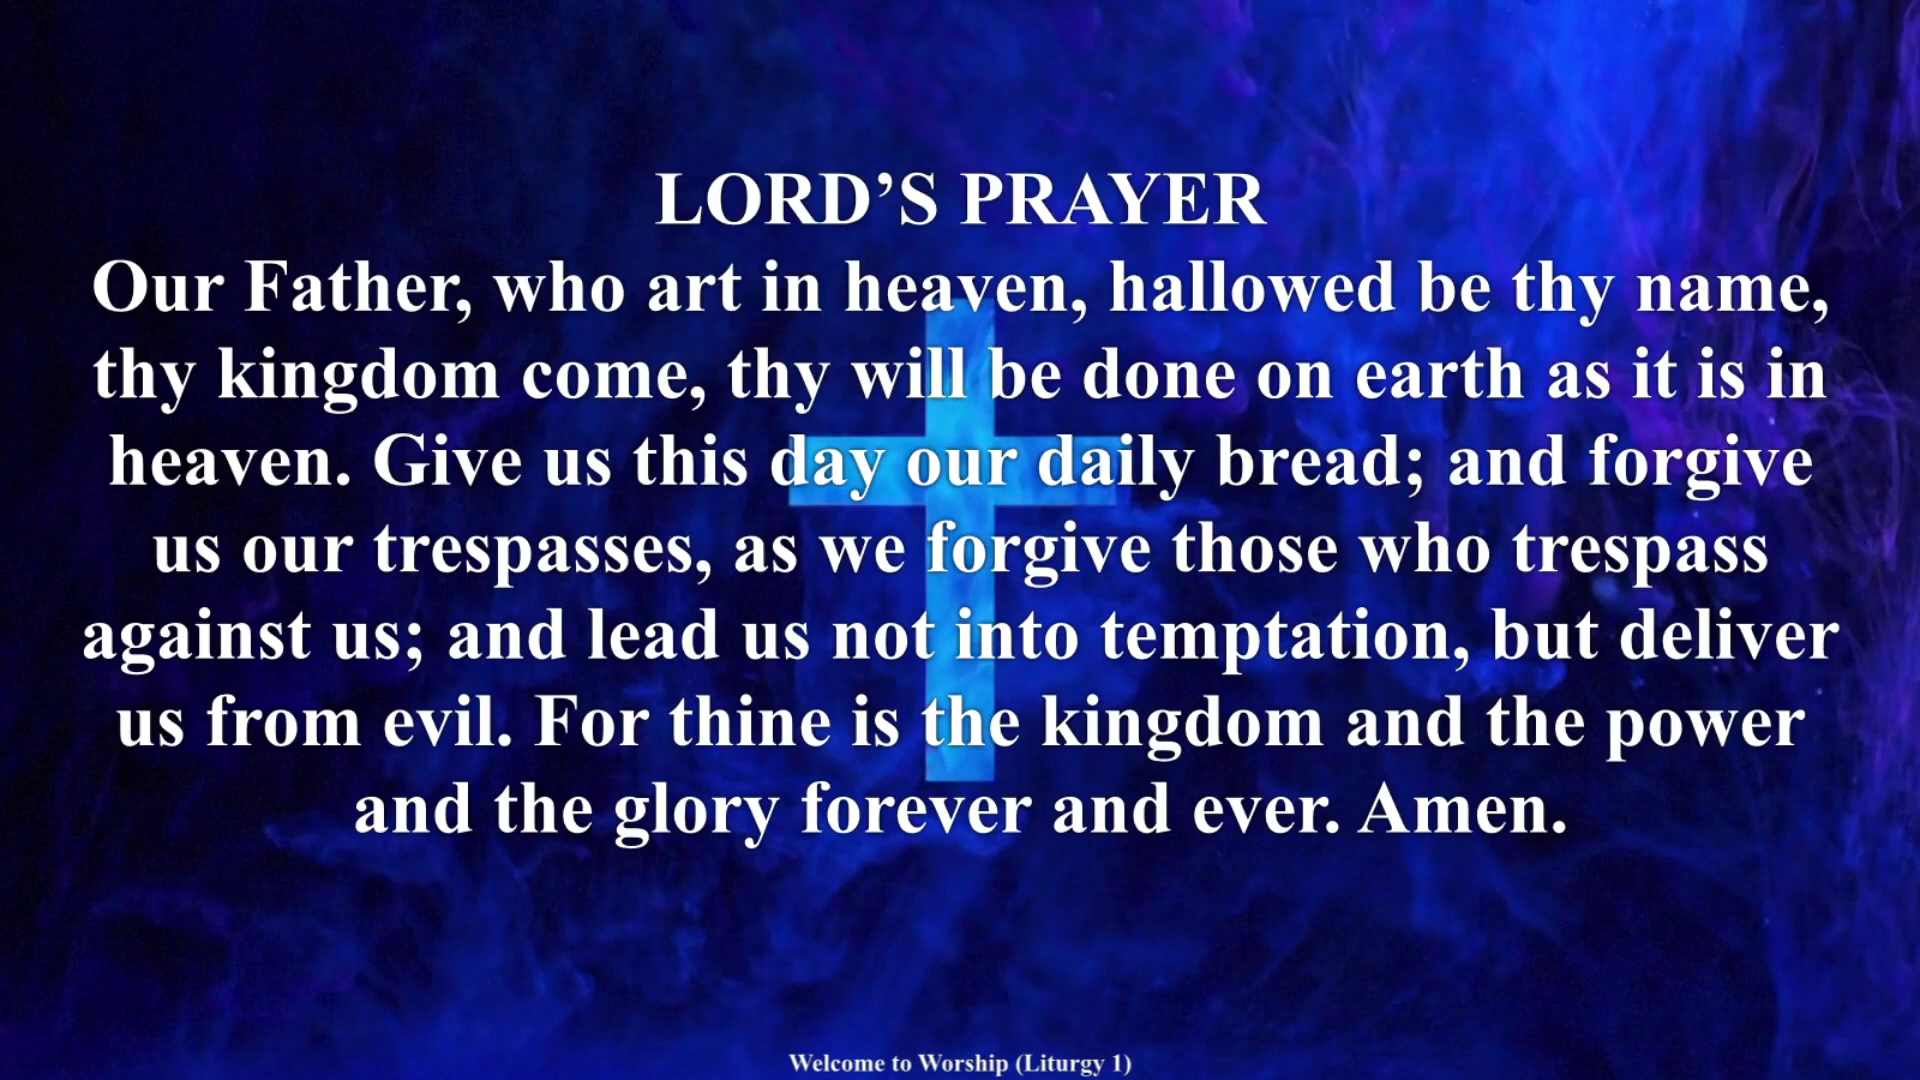 LORD’S PRAYER
Our Father, who art in heaven, hallowed be thy name,
thy kingdom come, thy will be done on earth as it is in
heaven. Give us this day our daily bread; and forgive
us our trespasses, as we forgive those who trespass
against us; and lead us not into temptation, but deliver
us from evil. For thine is the kingdom and the power
and the glory forever and ever. Amen.
Welcome to Worship (Liturgy 1)